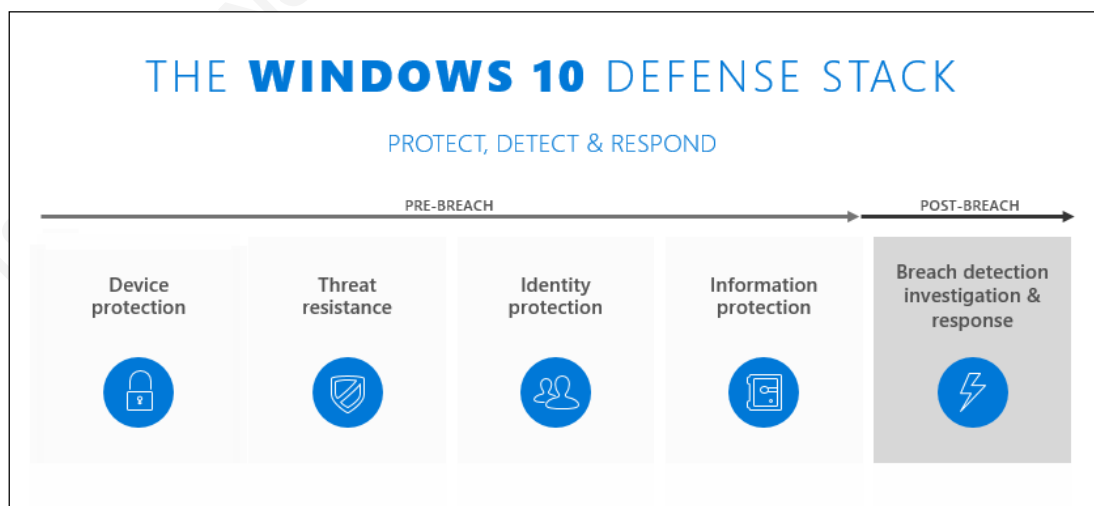 THE WINDOWS 10 DEFENSE STACK
PROTECT, DETECT & RESPOND
PRE-BREACH
POST-BREACH
Device
protection
Threat
resistance
Identity
protection
Information
protection
Breach detection
investigation &
response